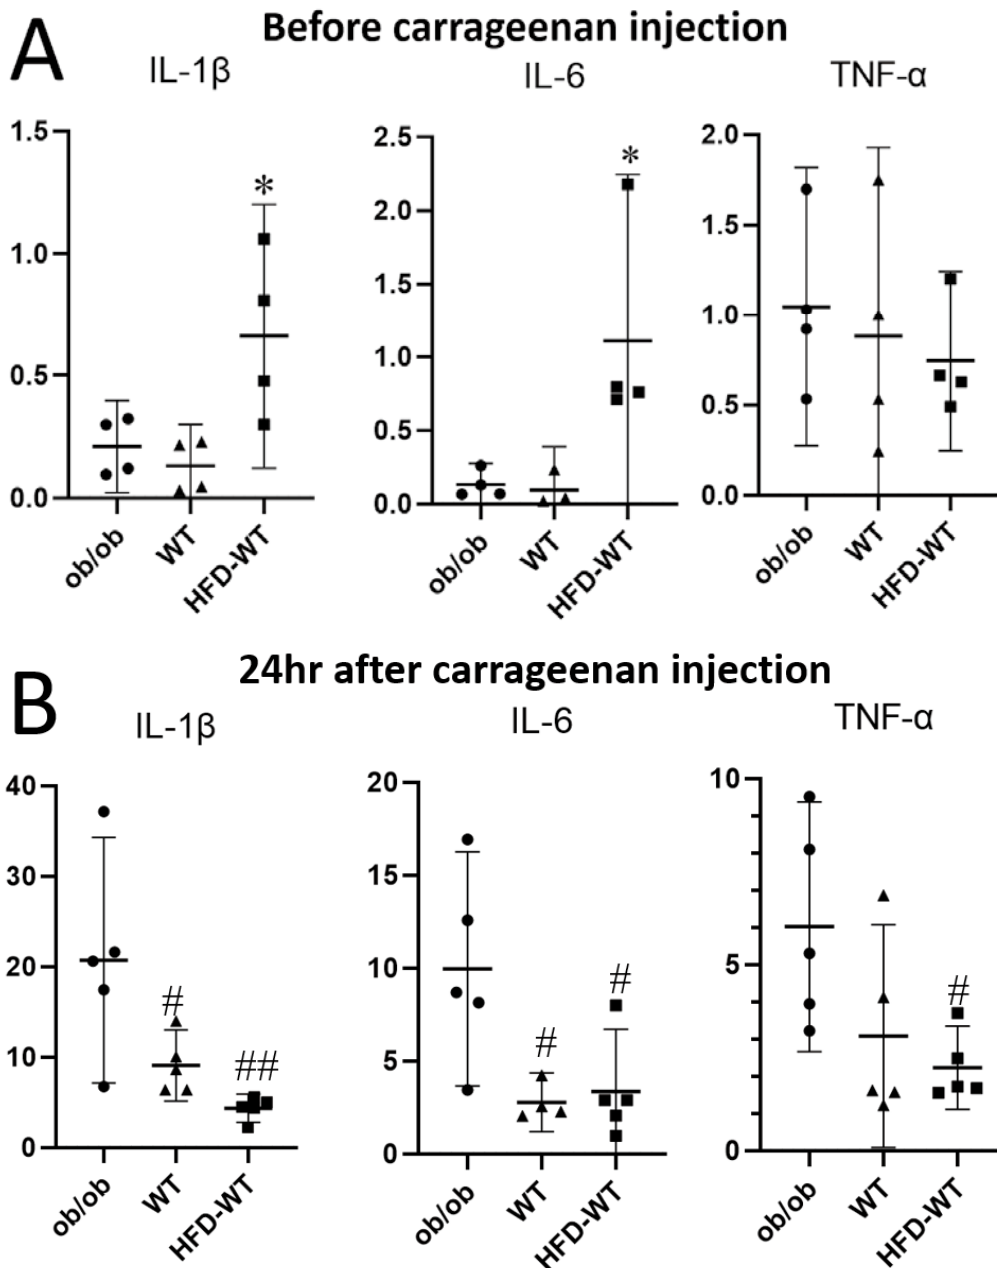 A
Before carrageenan injection
IL-1β
IL-6
TNF-α
1.5
1.0
0.5
0.0
*
ob/ob
WT
HFD-WT
2.5
2.0
1.5
1.0
0.5
0.0
*
ob/ob
WT
HFD-WT
2.0
1.5
1.0
0.5
0.0
ob/ob
WT
HFD-WT
B
24hr after carrageenan injection
IL-1β
IL-6
TNF-α
40
30
20
10
0
#
##
ob/ob
WT
HFD-WT
20
15
10
5
0
#
#
ob/ob
WT
HFD-WT
10
5
0
#
ob/ob
WT
HFD-WT